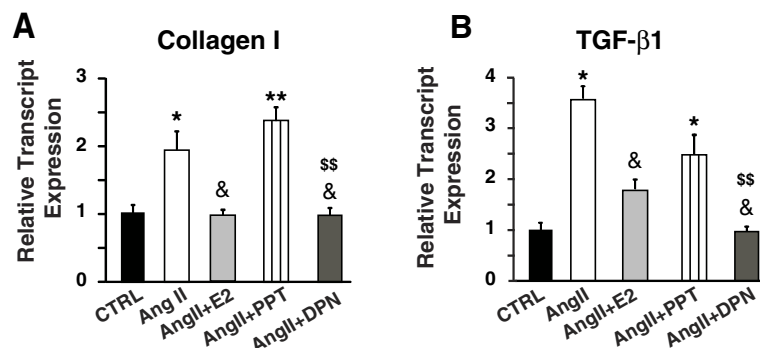 A
Collagen I
Relative Transcript
Expression
3
2
1
0
*
&
**
$$
&
CTRL
Ang II
AngII+E2
AngII+PPT
AngII+DPN
B
TGF-β1
Relative Transcript
Expression
4
3
2
1
0
*
&
*
$$
&
CTRL
AngII
AngII+E2
AngII+PPT
AngII+DPN